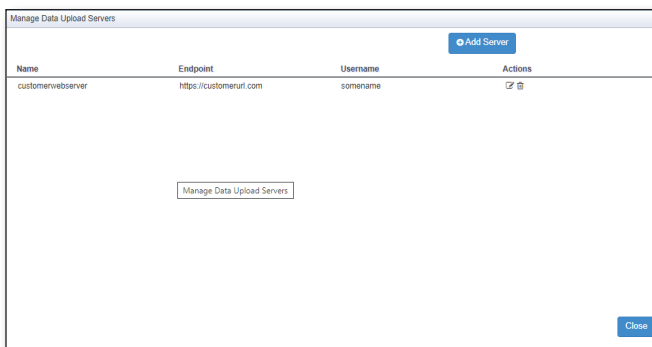 Manage Data Upload Servers
Add Server
Name Endpoint Username Actions
customerwebserver https://customerurl.com somename
Manage Data Upload Servers
Close